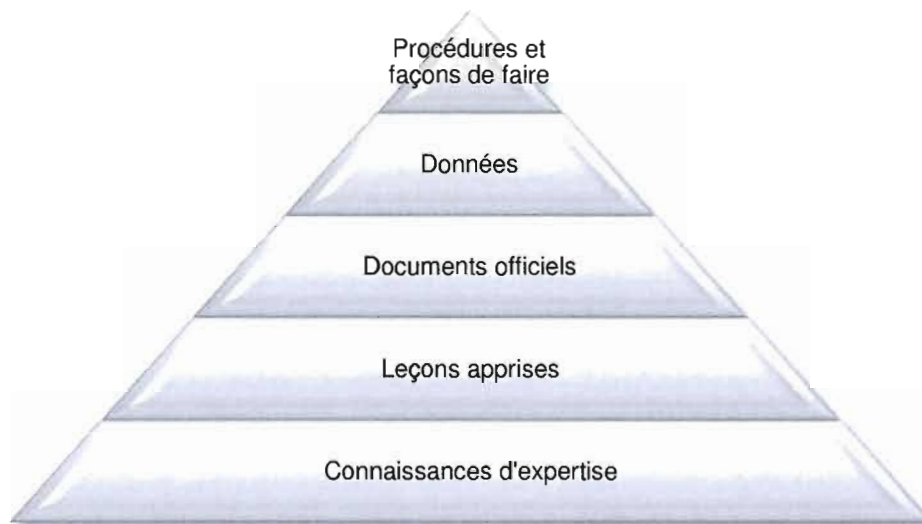 Procédures et
façons de faire
Données
Documents officiels
Leçons apprises
Connaissances d'expertise